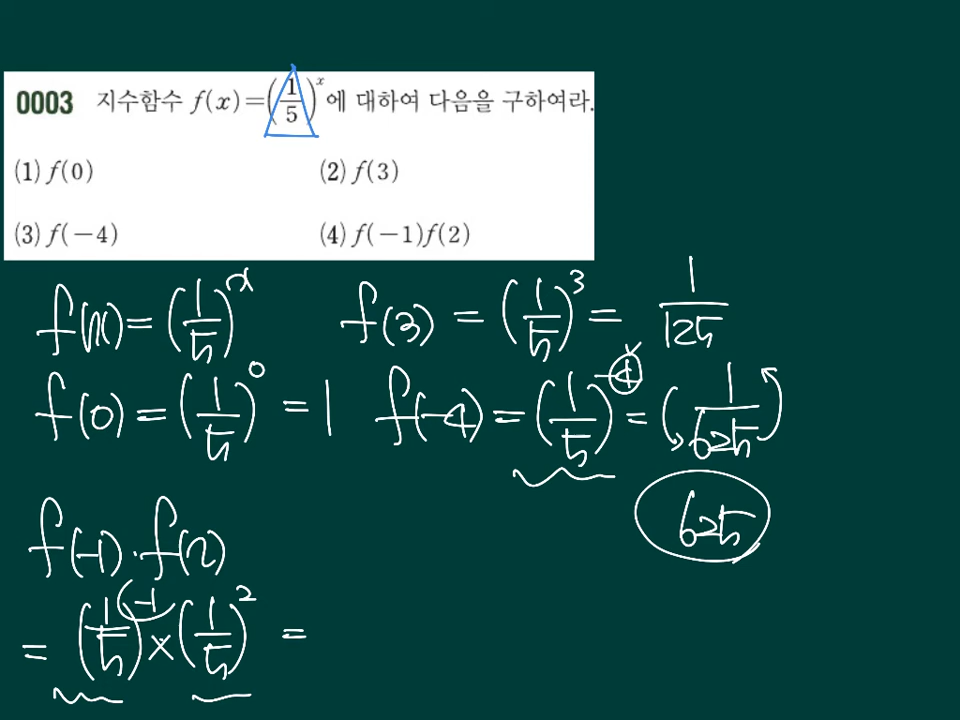 0003 지수함수 f(x)=(1/5)^x 에 대하여 다음을 구하여라.
(1) f(0) (2) f(3)
(3) f(-4) (4) f(-1)f(2)
f(x) = (1/5)^x f(3) = (1/5)^3 = 1/125
f(0) = (1/5)^0 = 1 f(-4) = (1/5)^-4 = (1/625)
625
f(-1)·f(2)
= (1/5)^-1 × (1/5)^2 =